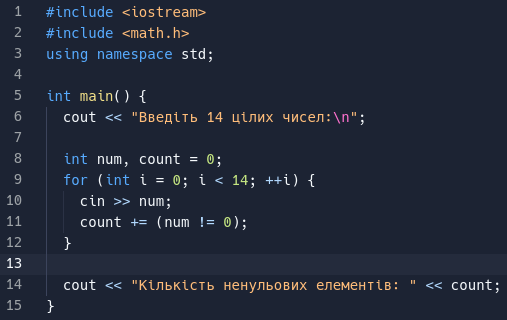 1 #include <iostream>
2 #include <math.h>
3 using namespace std;
4
5 int main() {
6   cout << "Введіть 14 цілих чисел:\n";
7
8   int num, count = 0;
9   for (int i = 0; i < 14; ++i) {
10     cin >> num;
11     count += (num != 0);
12   }
13
14   cout << "Кількість ненульових елементів: " << count;
15 }